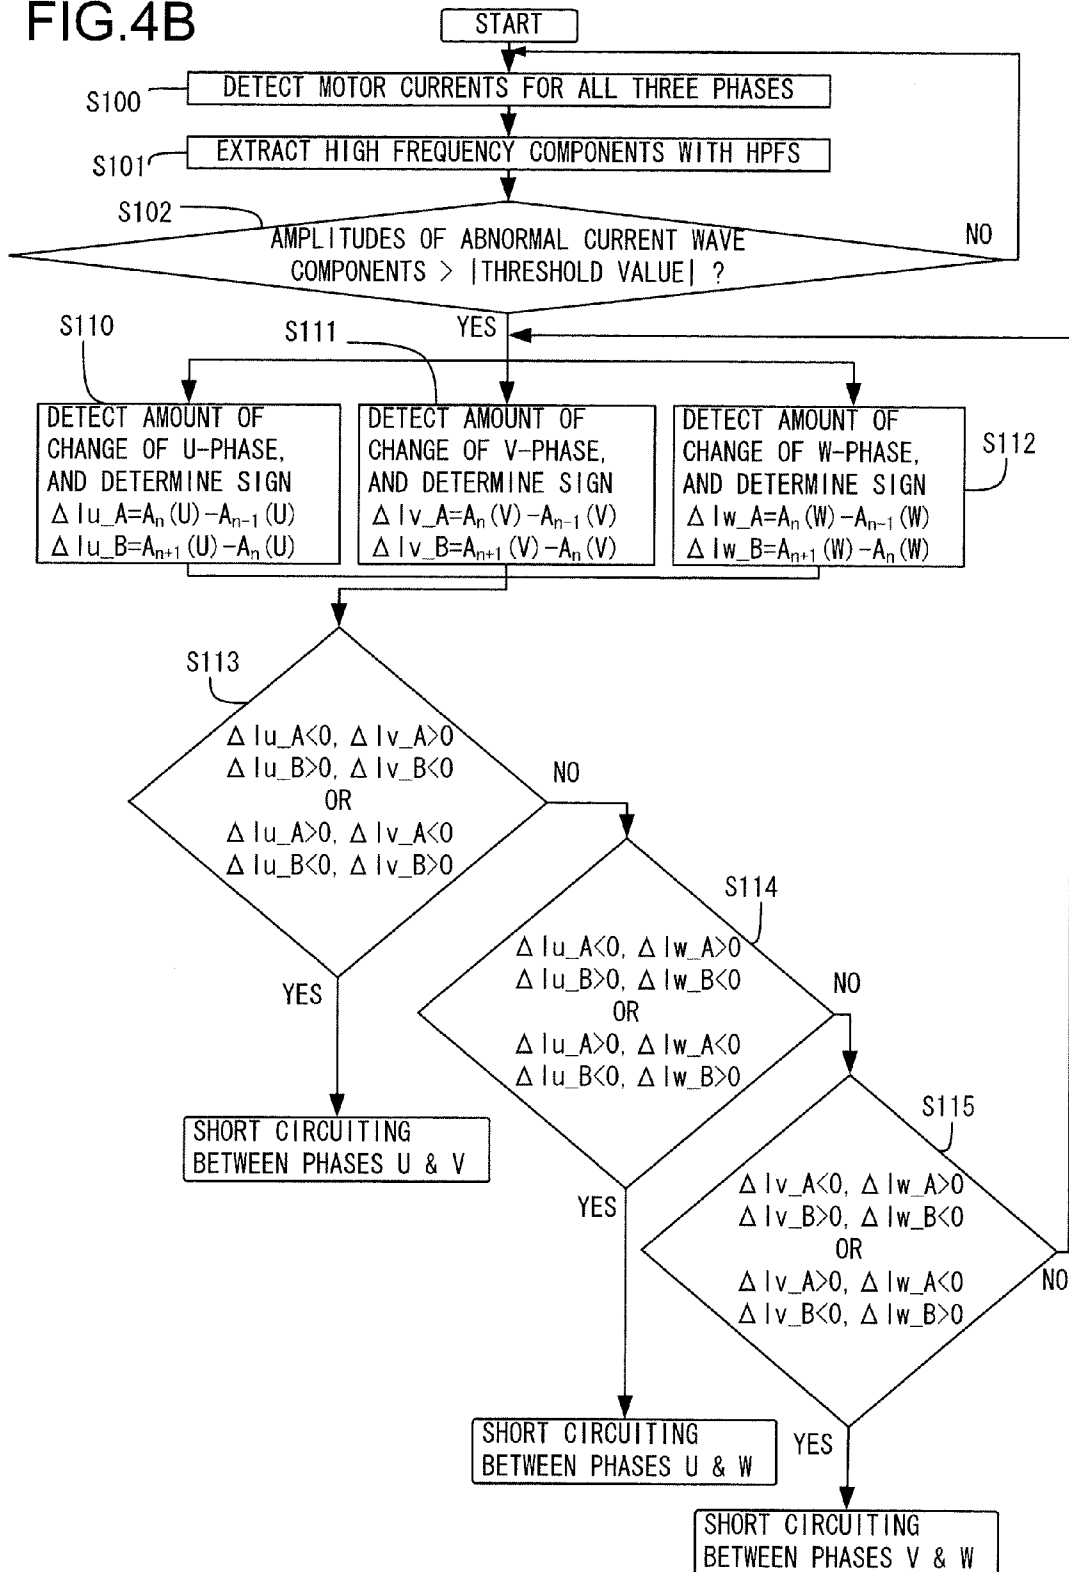 FIG.4B
START
S100
DETECT MOTOR CURRENTS FOR ALL THREE PHASES
S101
EXTRACT HIGH FREQUENCY COMPONENTS WITH HPFS
S102
AMPLITUDES OF ABNORMAL CURRENT WAVE
COMPONENTS > |THRESHOLD VALUE| ?
NO
YES
S110
DETECT AMOUNT OF
CHANGE OF U-PHASE,
AND DETERMINE SIGN
Δ Iu_A=Aₙ(U)-Aₙ₋₁(U)
Δ Iu_B=Aₙ₊₁(U)-Aₙ(U)
S111
DETECT AMOUNT OF
CHANGE OF V-PHASE,
AND DETERMINE SIGN
Δ Iv_A=Aₙ(V)-Aₙ₋₁(V)
Δ Iv_B=Aₙ₊₁(V)-Aₙ(V)
S112
DETECT AMOUNT OF
CHANGE OF W-PHASE,
AND DETERMINE SIGN
Δ Iw_A=Aₙ(W)-Aₙ₋₁(W)
Δ Iw_B=Aₙ₊₁(W)-Aₙ(W)
S113
Δ Iu_A<0, Δ Iv_A>0
Δ Iu_B>0, Δ Iv_B<0
OR
Δ Iu_A>0, Δ Iv_A<0
Δ Iu_B<0, Δ Iv_B>0
NO
YES
SHORT CIRCUITING
BETWEEN PHASES U & V
S114
Δ Iu_A<0, Δ Iw_A>0
Δ Iu_B>0, Δ Iw_B<0
OR
Δ Iu_A>0, Δ Iw_A<0
Δ Iu_B<0, Δ Iw_B>0
NO
YES
SHORT CIRCUITING
BETWEEN PHASES U & W
S115
Δ Iv_A<0, Δ Iw_A>0
Δ Iv_B>0, Δ Iw_B<0
OR
Δ Iv_A>0, Δ Iw_A<0
Δ Iv_B<0, Δ Iw_B>0
NO
YES
SHORT CIRCUITING
BETWEEN PHASES V & W